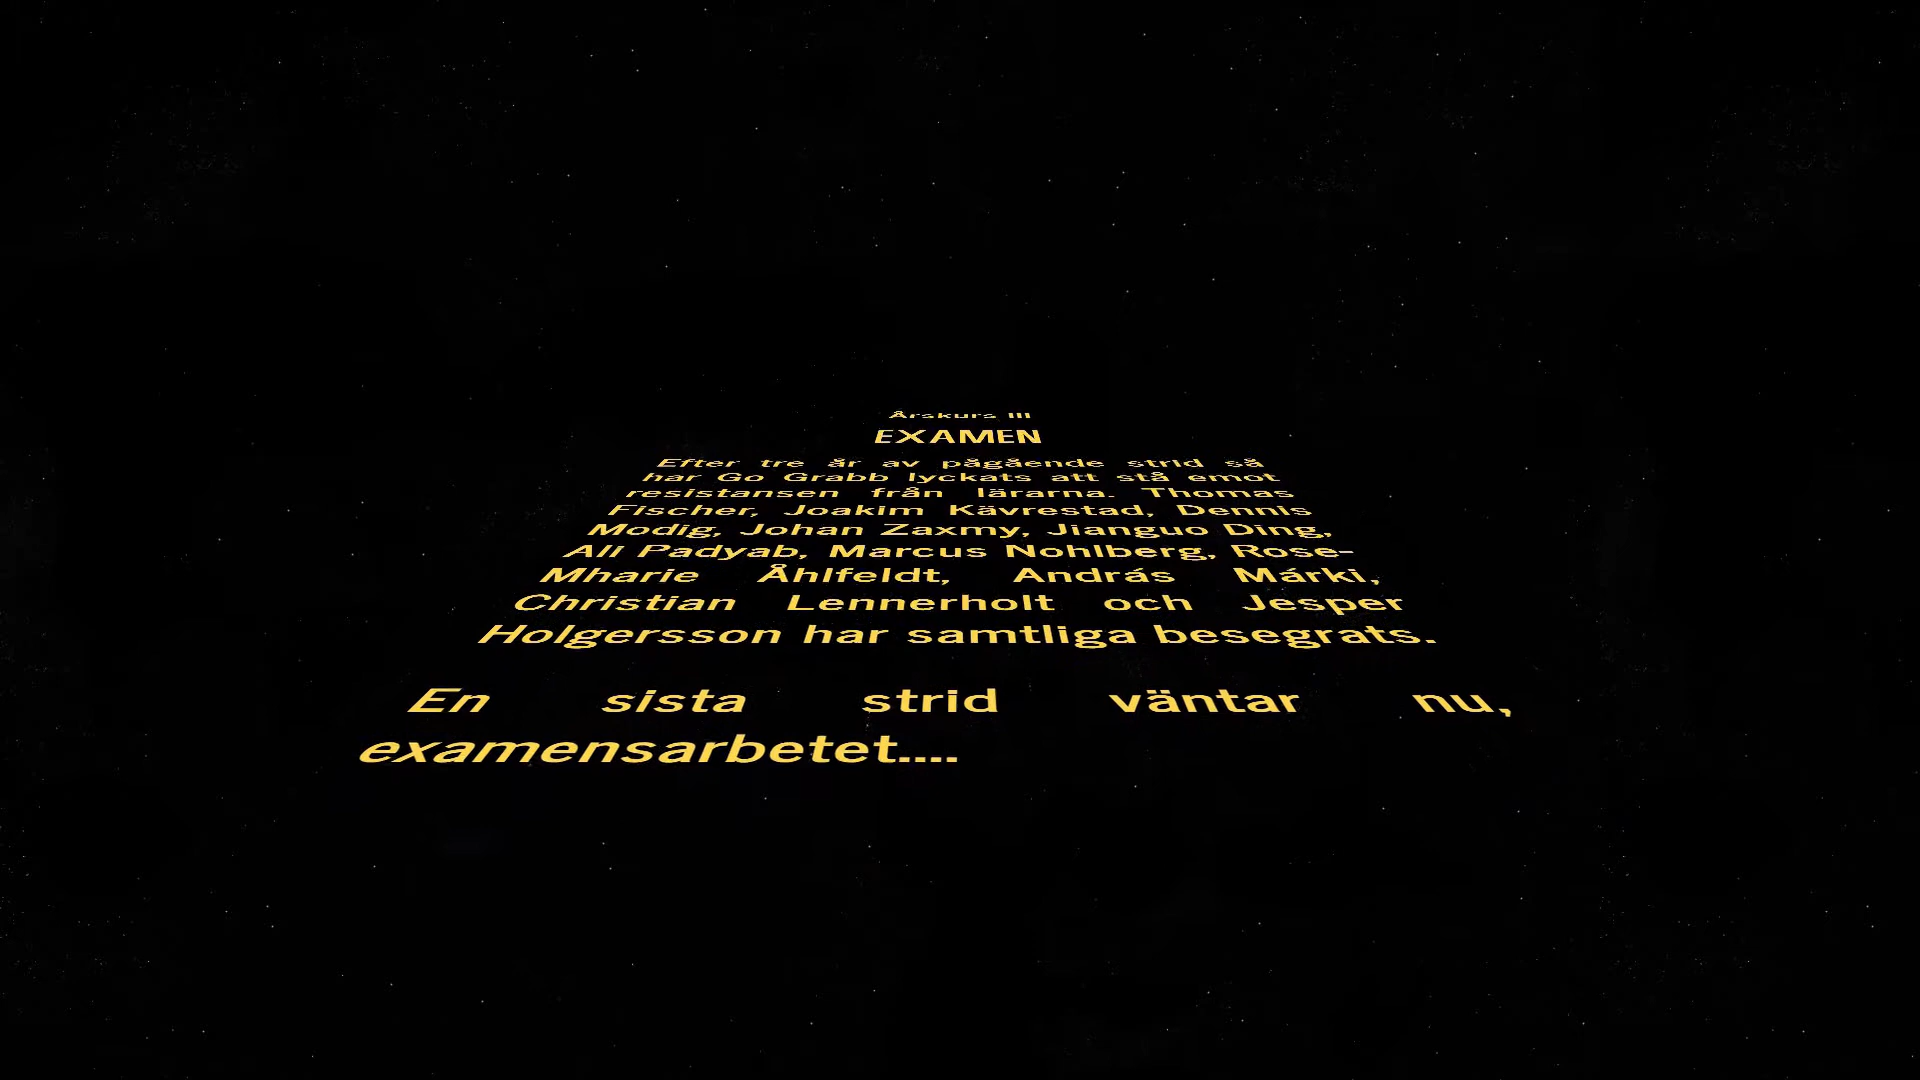 Årskurs III
EXAMEN
Efter tre år av pågående strid så
har Go Grabb lyckats att stå emot
resistansen från lärarna. Thomas
Fischer, Joakim Kävrestad, Dennis
Modig, Johan Zaxmy, Jianguo Ding,
Ali Padyab, Marcus Nohlberg, Rose-
Mharie Åhlfeldt, András Márki,
Christian Lennerholt och Jesper
Holgersson har samtliga besegrats.
En sista strid väntar nu,
examensarbetet....